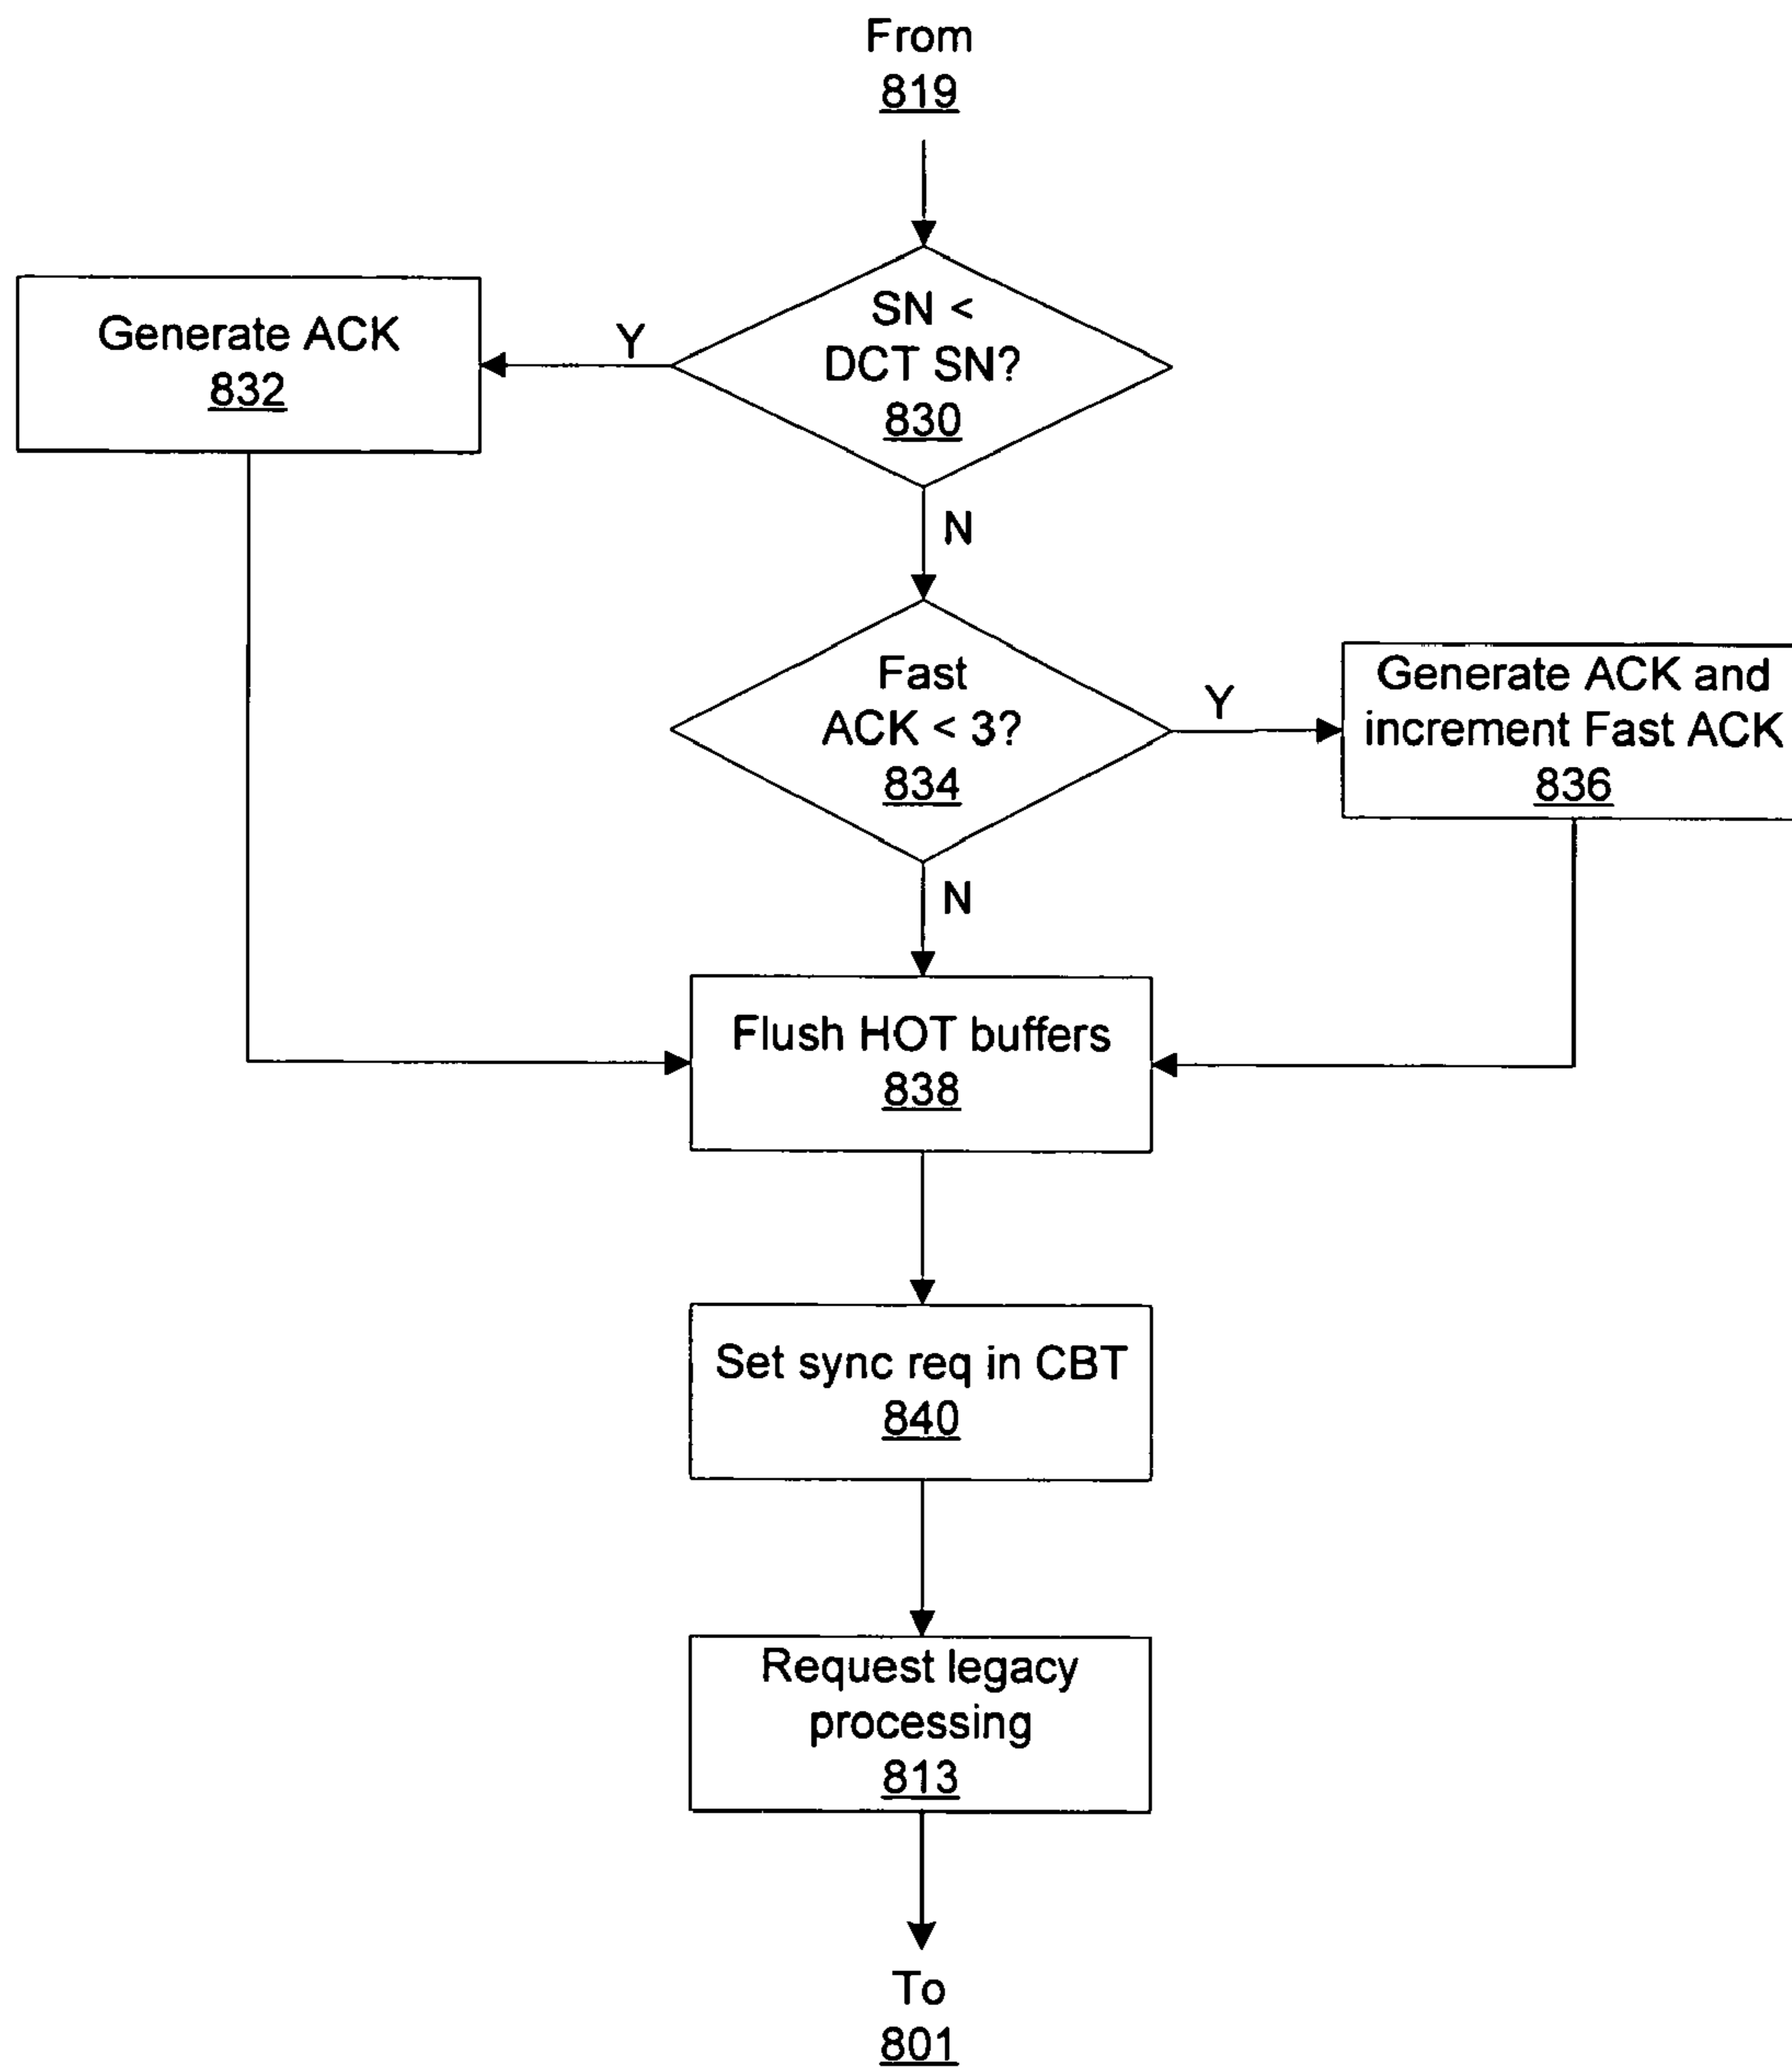 From
819
SN <
DCT SN?
830
Y
Generate ACK
832
N
Fast
ACK < 3?
834
Y
Generate ACK and
increment Fast ACK
836
N
Flush HOT buffers
838
Set sync req in CBT
840
Request legacy
processing
813
To
801